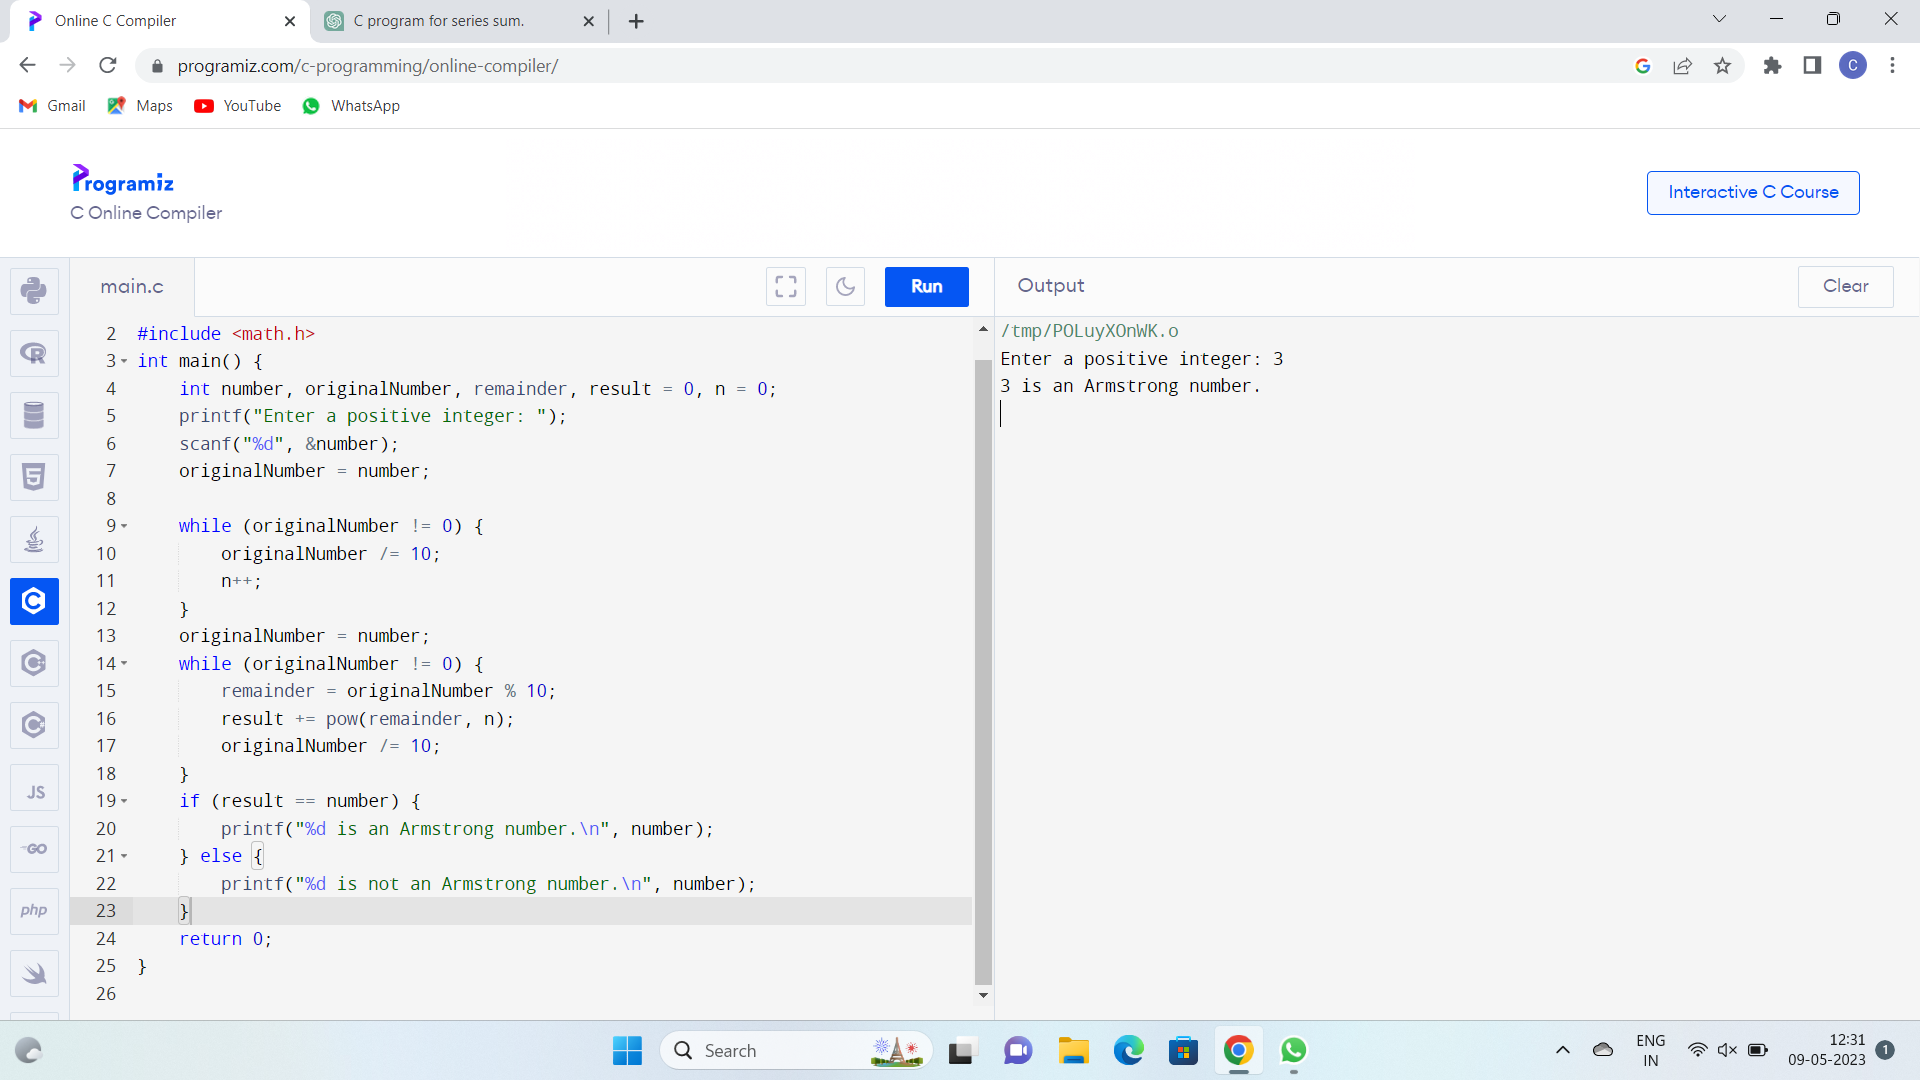 Online C Compiler
C program for series sum.
programiz.com/c-programming/online-compiler/
C
Gmail
Maps
YouTube
WhatsApp
Programiz
C Online Compiler
Interactive C Course
main.c
Run
Output
Clear
2 #include <math.h>
3 int main() {
4 int number, originalNumber, remainder, result = 0, n = 0;
5 printf("Enter a positive integer: ");
6 scanf("%d", &number);
7 originalNumber = number;
8
9 while (originalNumber != 0) {
10 originalNumber /= 10;
11 n++;
12 }
13 originalNumber = number;
14 while (originalNumber != 0) {
15 remainder = originalNumber % 10;
16 result += pow(remainder, n);
17 originalNumber /= 10;
18 }
19 if (result == number) {
20 printf("%d is an Armstrong number.\n", number);
21 } else {
22 printf("%d is not an Armstrong number.\n", number);
23 }
24 return 0;
25 }
26
/tmp/POLuyXOnWK.o
Enter a positive integer: 3
3 is an Armstrong number.
R
5
C
C
C
JS
GO
php
Search
ENG
IN
12:31
09-05-2023
1